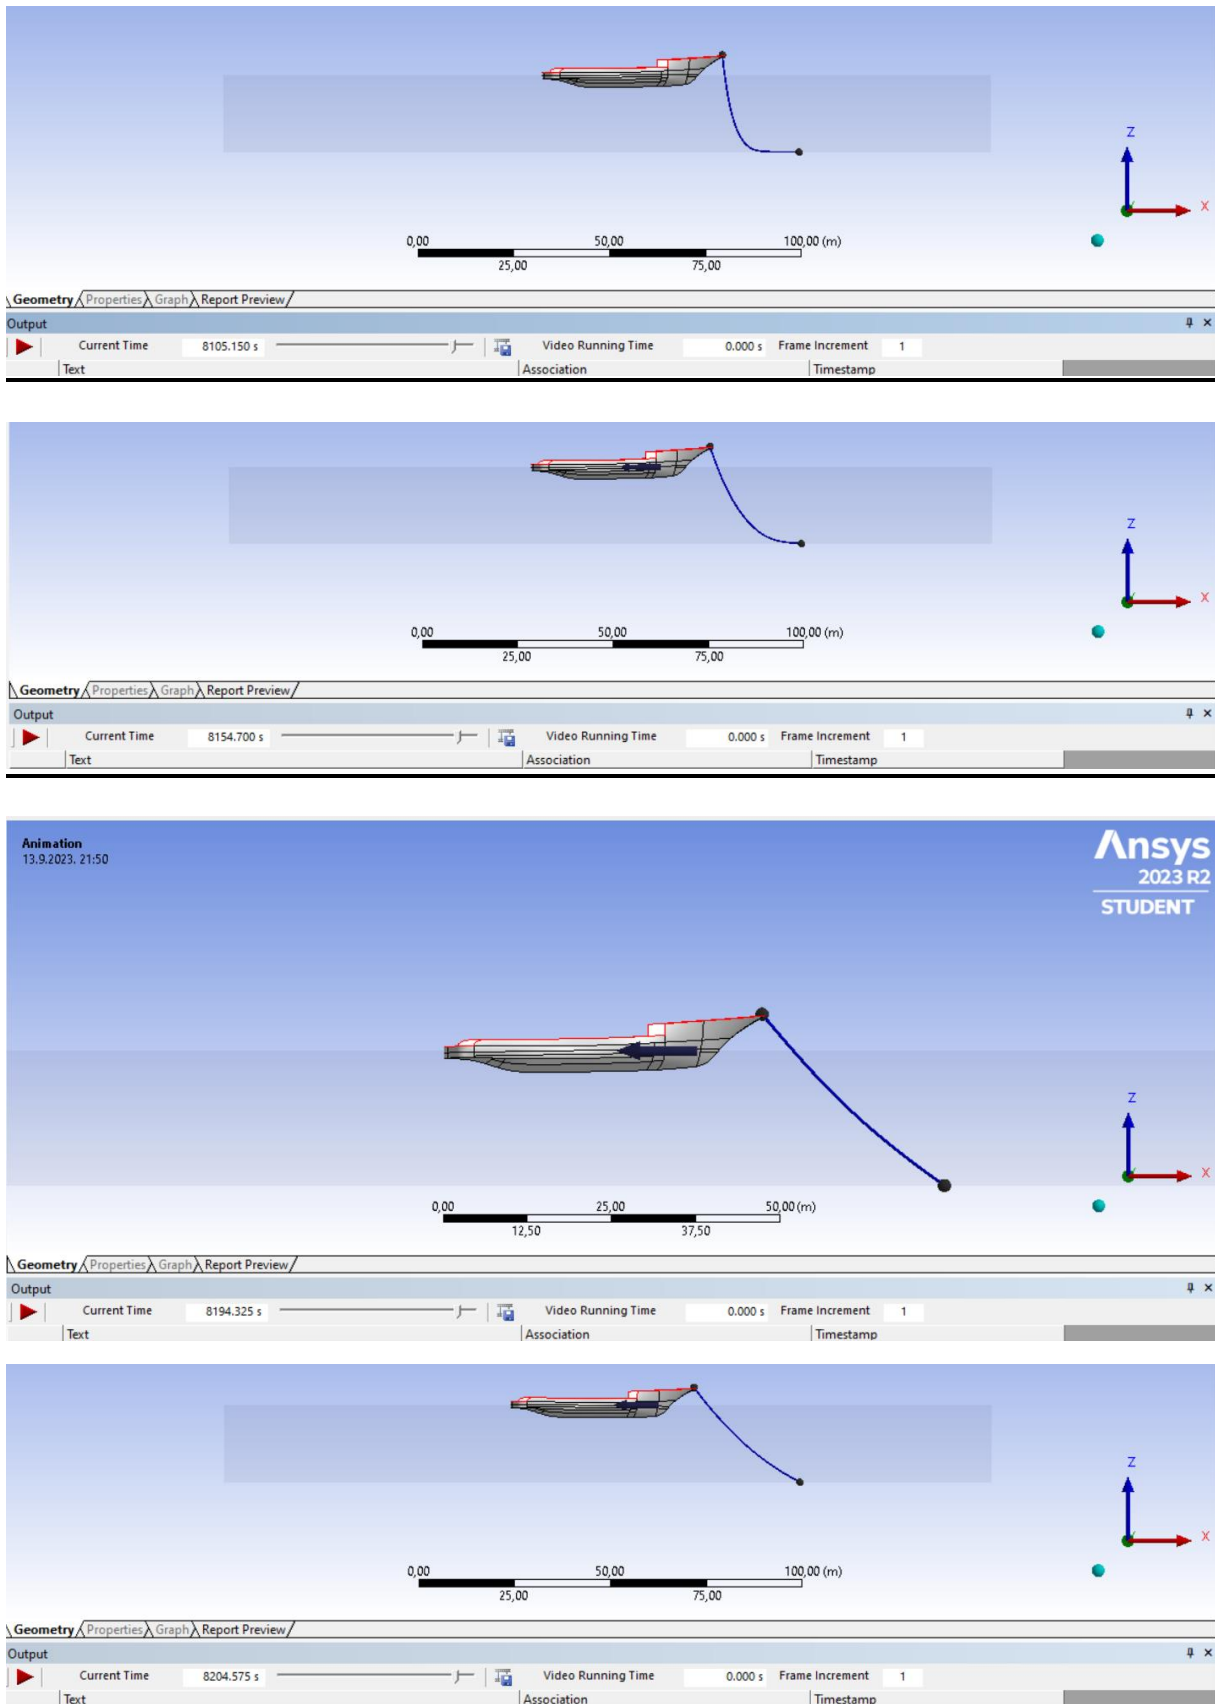 Z
X
0,00 50,00 100,00 (m)
25,00 75,00
Geometry Properties Graph Report Preview
Output
Current Time 8105.150 s Video Running Time 0.000 s Frame Increment 1
Text Association Timestamp
Z
X
0,00 50,00 100,00 (m)
25,00 75,00
Geometry Properties Graph Report Preview
Output
Current Time 8154.700 s Video Running Time 0.000 s Frame Increment 1
Text Association Timestamp
Animation
13.9.2023. 21:50
Ansys
2023 R2
STUDENT
Z
X
0,00 25,00 50,00 (m)
12,50 37,50
Geometry Properties Graph Report Preview
Output
Current Time 8194.325 s Video Running Time 0.000 s Frame Increment 1
Text Association Timestamp
Z
X
0,00 50,00 100,00 (m)
25,00 75,00
Geometry Properties Graph Report Preview
Output
Current Time 8204.575 s Video Running Time 0.000 s Frame Increment 1
Text Association Timestamp